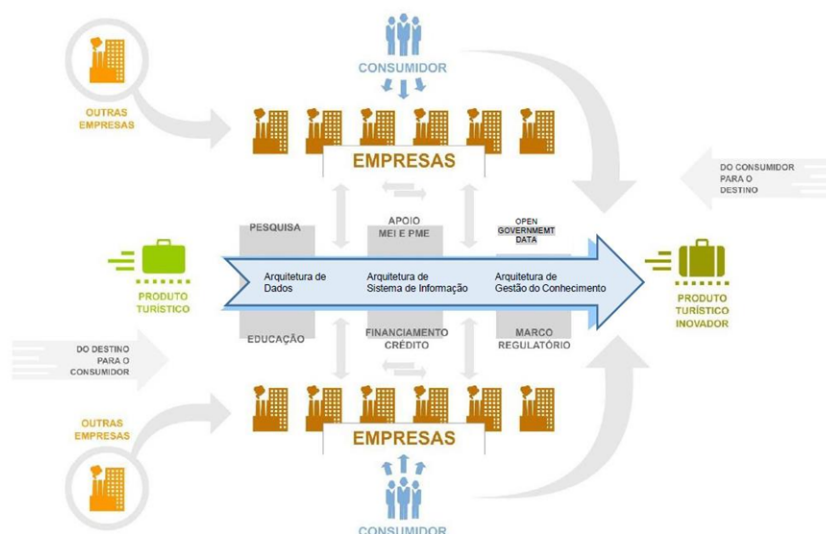 CONSUMIDOR
OUTRAS
EMPRESAS
EMPRESAS
DO CONSUMIDOR
PARA O
DESTINO
PESQUISA
APOIO
MEI E PME
OPEN
GOVERNMEMT
DATA
Arquitetura de
Dados
Arquitetura de
Sistema de Informação
Arquitetura de
Gestão do Conhecimento
PRODUTO
TURÍSTICO
PRODUTO
TURÍSTICO
INOVADOR
EDUCAÇÃO
FINANCIAMENTO
CRÉDITO
MARCO
REGULATÓRIO
DO DESTINO
PARA O
CONSUMIDOR
OUTRAS
EMPRESAS
EMPRESAS
CONSUMIDOR